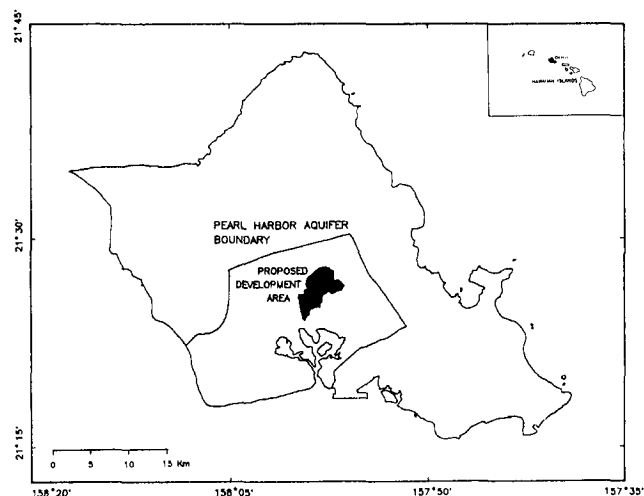 21°45'
OAHU
HAWAIIAN ISLANDS
21°30'
PEARL HARBOR AQUIFER
BOUNDARY
PROPOSED
DEVELOPMENT
AREA
21°15'
0 5 10 15 Km
158°20' 158°05' 157°50' 157°35'